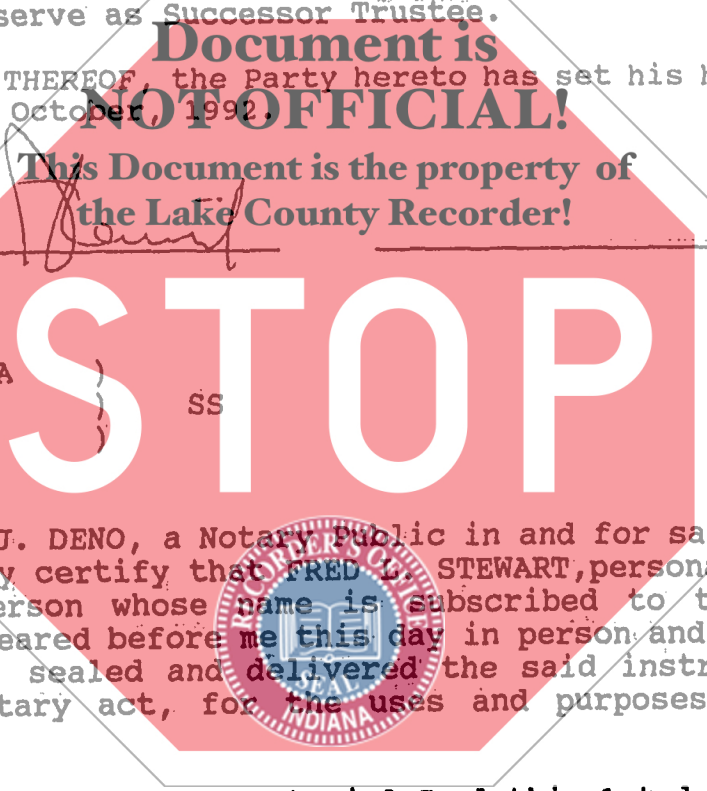 serve as Successor Trustee.
Document is
THEREOF, the Party hereto has set his h
October, 1992.
NOT OFFICIAL!
This Document is the property of
the Lake County Recorder!
STOP
A )
) SS
)
J. DENO, a Notary Public in and for sa
y certify that FRED L. STEWART, persona
erson whose name is subscribed to t
eared before me this day in person and
sealed and delivered the said instr
tary act, for the uses and purposes
RECORDER'S OFFICE
SEAL
INDIANA